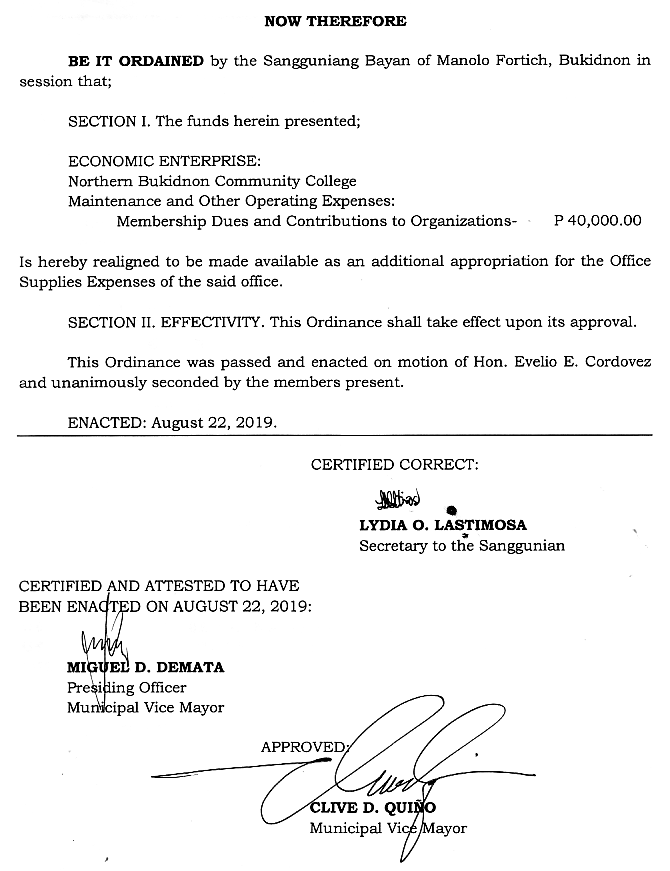 NOW THEREFORE
BE IT ORDAINED by the Sangguniang Bayan of Manolo Fortich, Bukidnon in
session that;
SECTION I. The funds herein presented;
ECONOMIC ENTERPRISE:
Northern Bukidnon Community College
Maintenance and Other Operating Expenses:
Membership Dues and Contributions to Organizations- P 40,000.00
Is hereby realigned to be made available as an additional appropriation for the Office
Supplies Expenses of the said office.
SECTION II. EFFECTIVITY. This Ordinance shall take effect upon its approval.
This Ordinance was passed and enacted on motion of Hon. Evelio E. Cordovez
and unanimously seconded by the members present.
ENACTED: August 22, 2019.
CERTIFIED CORRECT:
LYDIA O. LASTIMOSA
Secretary to the Sanggunian
CERTIFIED AND ATTESTED TO HAVE
BEEN ENACTED ON AUGUST 22, 2019:
MIGUEL D. DEMATA
Presiding Officer
Municipal Vice Mayor
APPROVED:
CLIVE D. QUIÑO
Municipal Vice Mayor